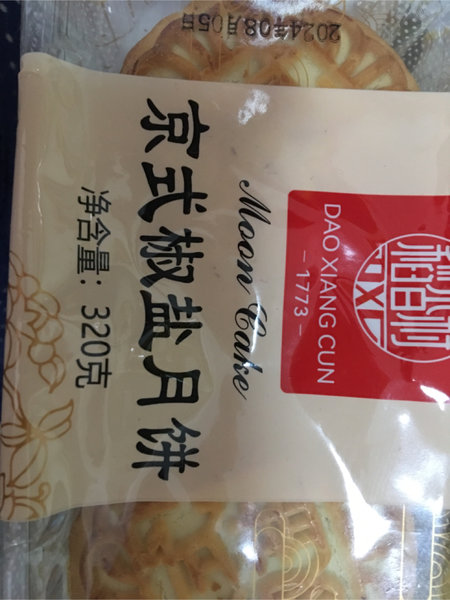 2024年08月05日
稻香村
DXC
DAO XIANG CUN
- 1773 -
Moon Cake
京式椒盐月饼
净含量: 320克